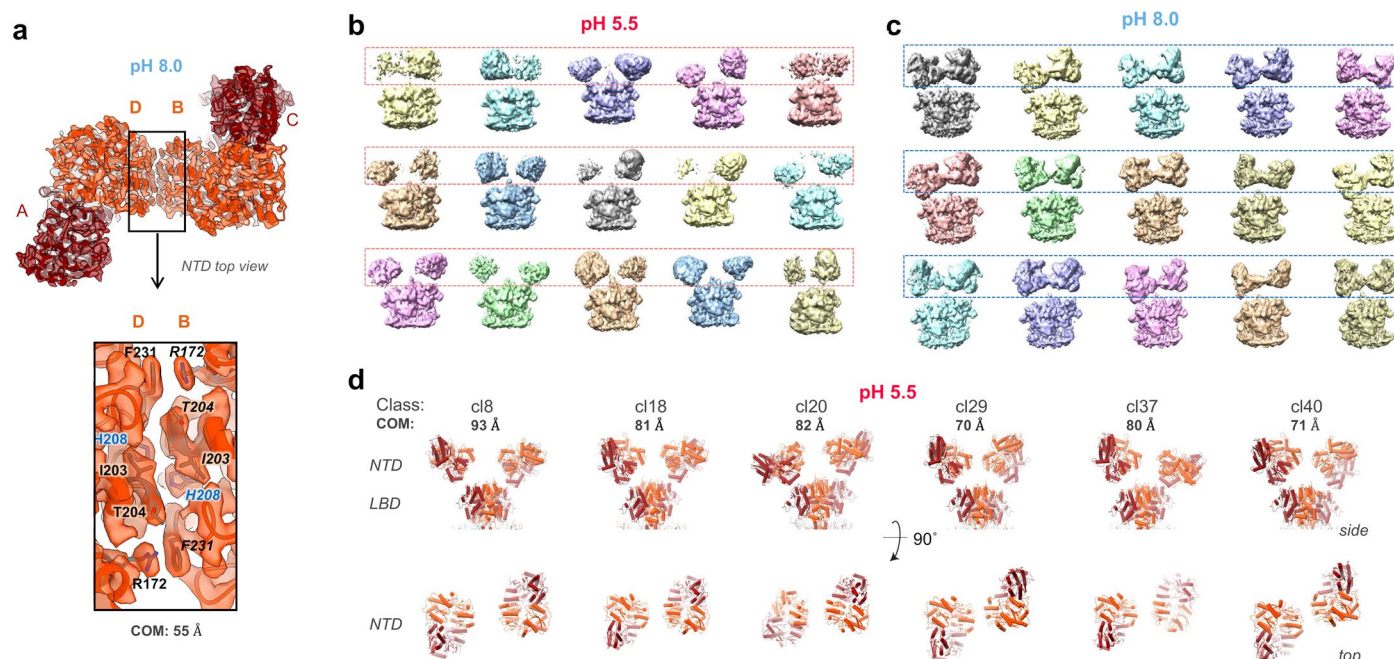 a
pH 8.0
D B
C
A
NTD top view
D B
F231 R172
T204
H208
I203
I203
H208
T204
F231
R172
COM: 55 Å
b
pH 5.5
c
pH 8.0
d
pH 5.5
Class: cl8 cl18 cl20 cl29 cl37 cl40
COM: 93 Å 81 Å 82 Å 70 Å 80 Å 71 Å
NTD
LBD
side
90°
NTD
top